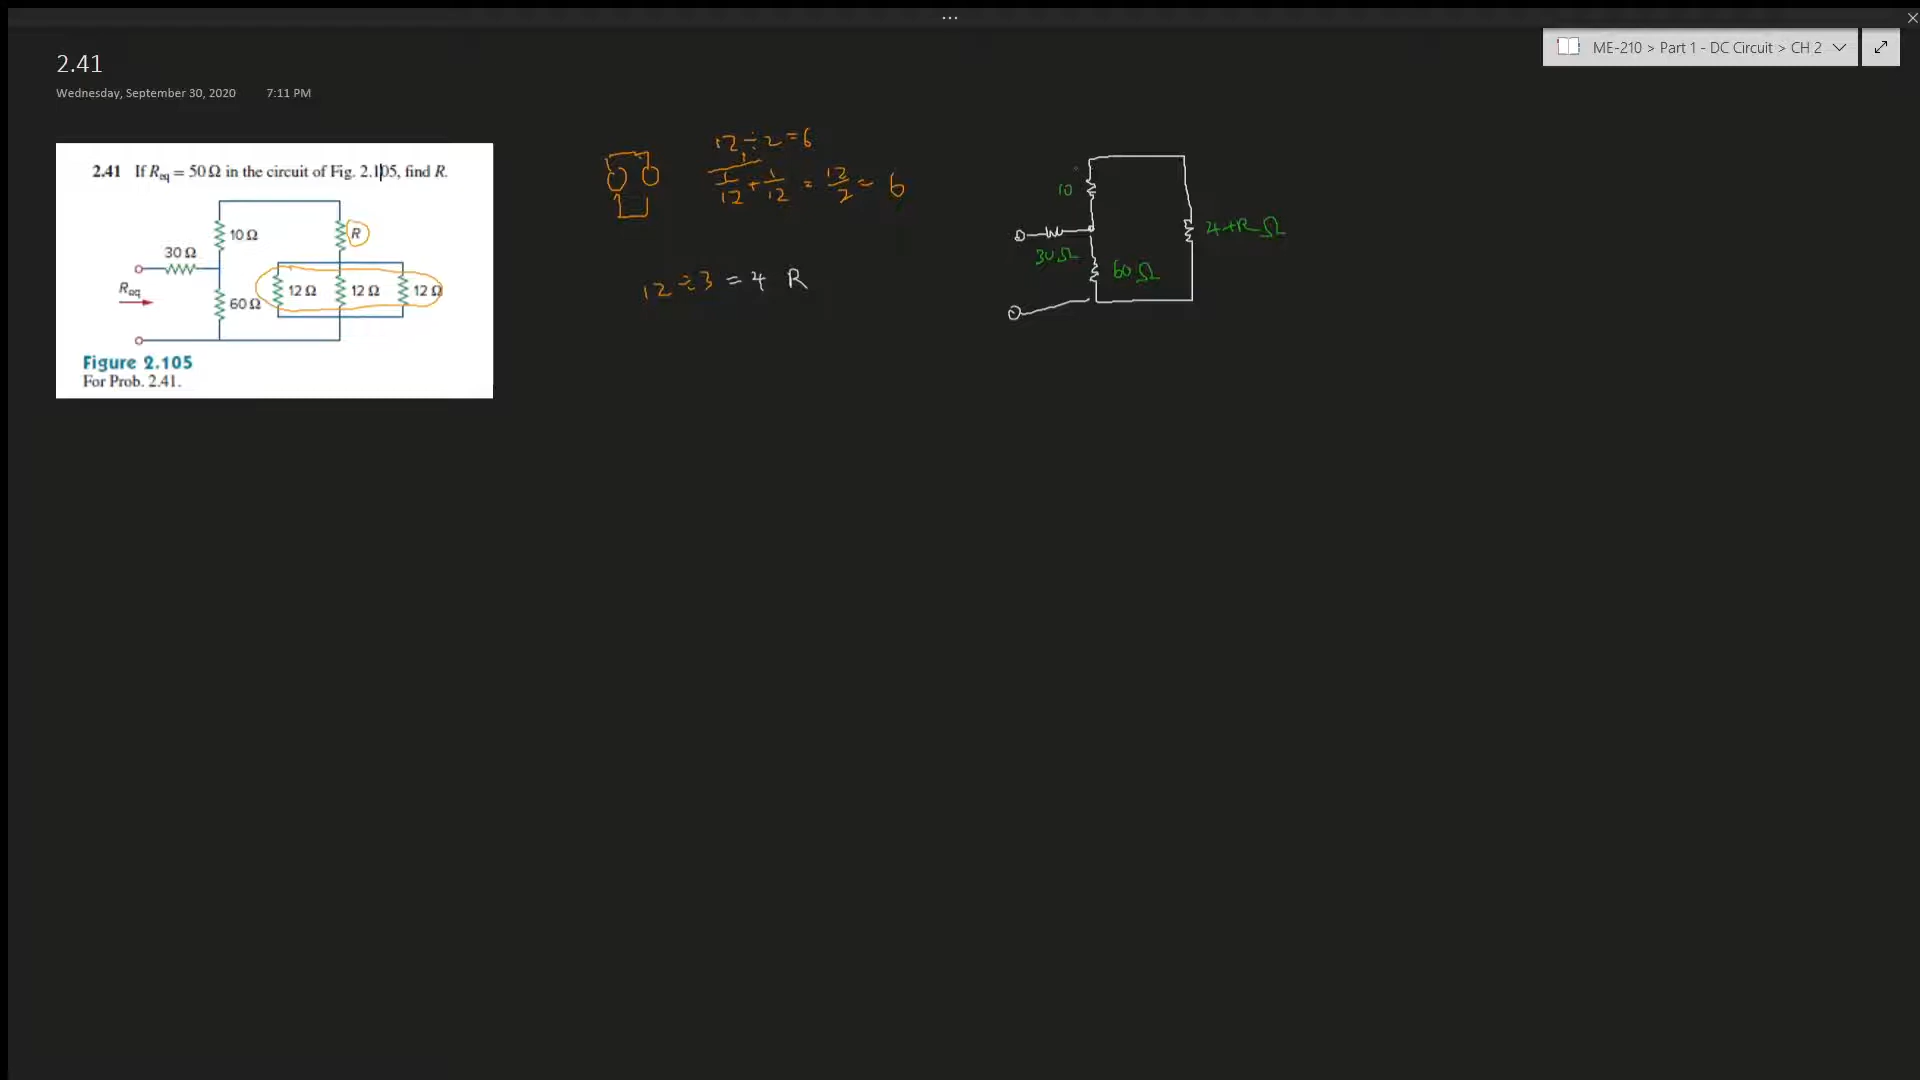 ...
ME-210 > Part 1 - DC Circuit > CH 2
2.41
Wednesday, September 30, 2020 7:11 PM
2.41 If Req = 50 Ω in the circuit of Fig. 2.105, find R.
10 Ω
R
30 Ω
Req
60 Ω
12 Ω 12 Ω 12 Ω
Figure 2.105
For Prob. 2.41.
12 ÷ 2 = 6
1
1/12 + 1/12 = 12/2 = 6
12 ÷ 3 = 4 R
10
4+R Ω
30 Ω
60 Ω